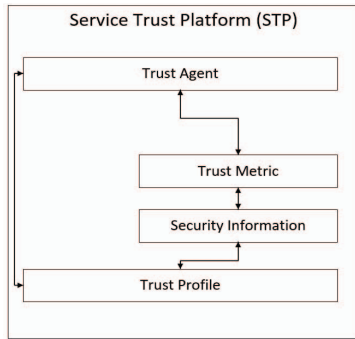 Service Trust Platform (STP)
Trust Agent
Trust Metric
Security Information
Trust Profile